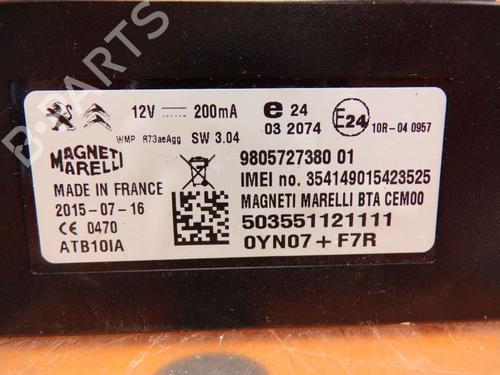 B-PARTS
12V 200mA e 24 E24
03 2074 10R-04 0957
WMP R73aeAgg SW 3.04
MAGNETI MARELLI
9805727380 01
IMEI no. 354149015423525
MADE IN FRANCE
MAGNETI MARELLI BTA CEM00
2015-07-16
503551121111
CE 0470
ATB10IA
0YN07+F7R